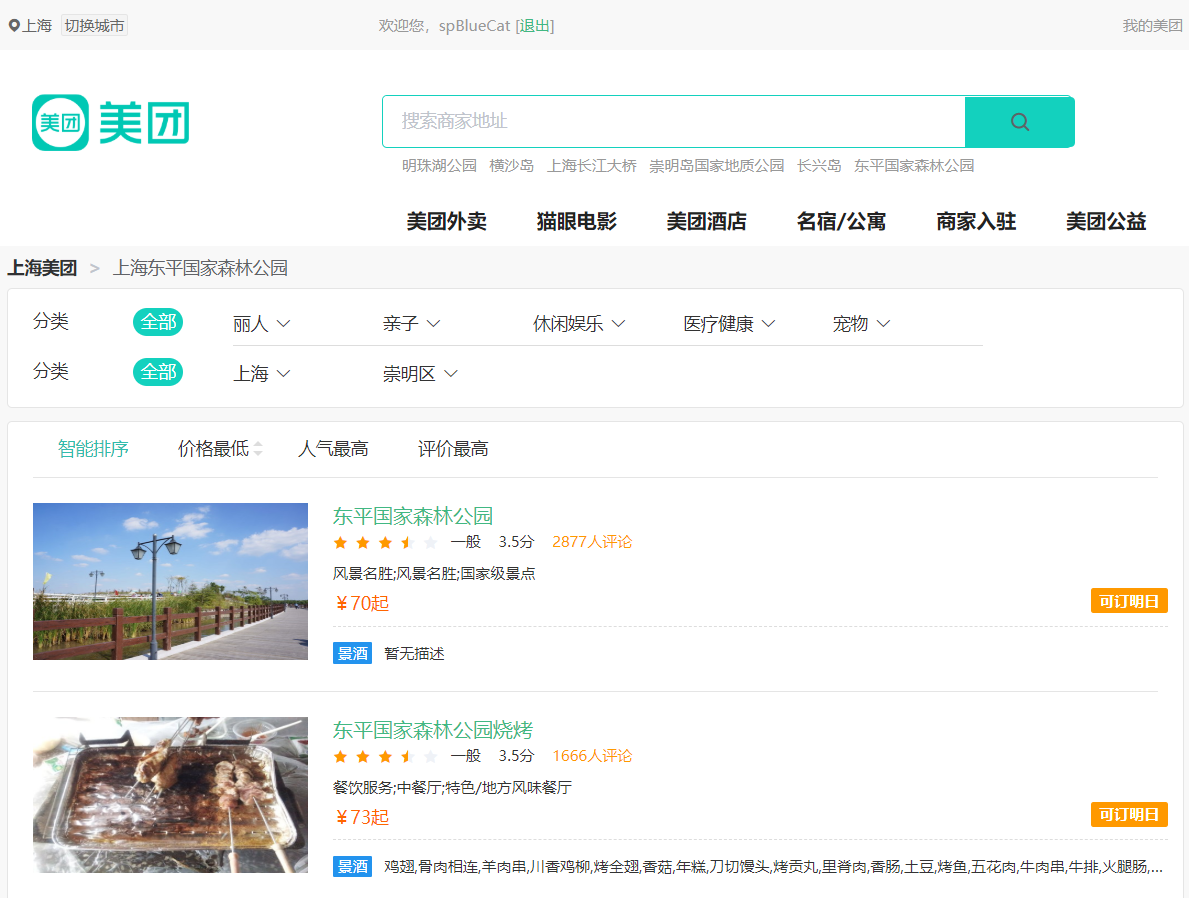 上海 切换城市 欢迎您，spBlueCat [退出] 我的美团
美团 美团
搜索商家地址
明珠湖公园 横沙岛 上海长江大桥 崇明岛国家地质公园 长兴岛 东平国家森林公园
美团外卖 猫眼电影 美团酒店 名宿/公寓 商家入驻 美团公益
上海美团 > 上海东平国家森林公园
分类 全部 丽人 亲子 休闲娱乐 医疗健康 宠物
分类 全部 上海 崇明区
智能排序 价格最低 人气最高 评价最高
东平国家森林公园
一般 3.5分 2877人评论
风景名胜;风景名胜;国家级景点
￥70起 可订明日
景酒 暂无描述
东平国家森林公园烧烤
一般 3.5分 1666人评论
餐饮服务;中餐厅;特色/地方风味餐厅
￥73起 可订明日
景酒 鸡翅,骨肉相连,羊肉串,川香鸡柳,烤全翅,香菇,年糕,刀切馒头,烤贡丸,里脊肉,香肠,土豆,烤鱼,五花肉,牛肉串,牛排,火腿肠,...